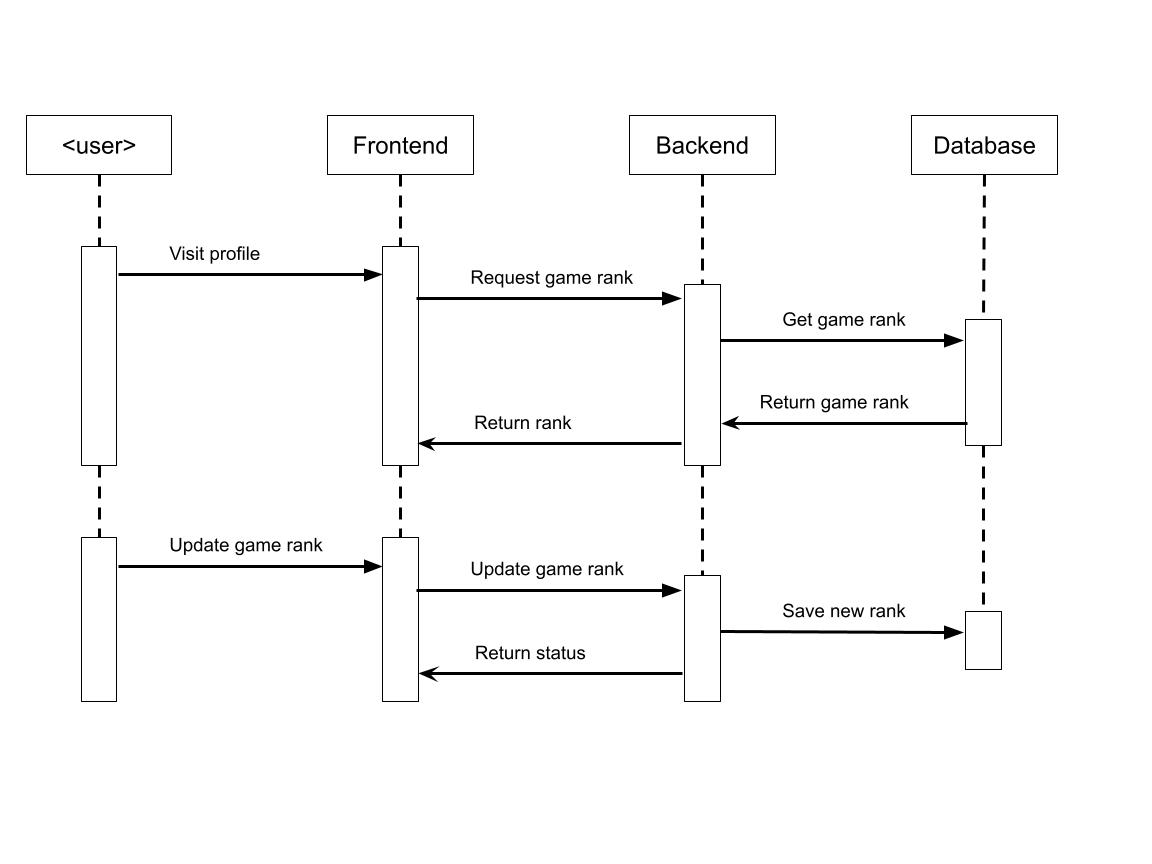 <user>
Frontend
Backend
Database
Visit profile
Request game rank
Get game rank
Return game rank
Return rank
Update game rank
Update game rank
Save new rank
Return status